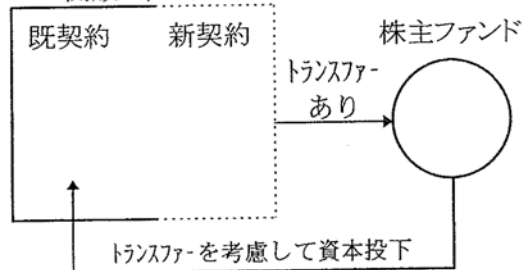 既契約 新契約
株主ファンド
トランスファー
あり
トランスファーを考慮して資本投下